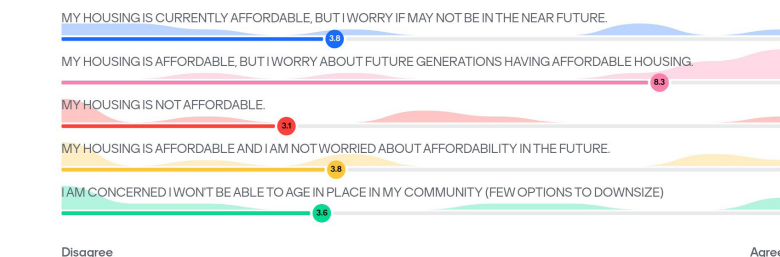 MY HOUSING IS CURRENTLY AFFORDABLE, BUT I WORRY IF MAY NOT BE IN THE NEAR FUTURE.
3.8
MY HOUSING IS AFFORDABLE, BUT I WORRY ABOUT FUTURE GENERATIONS HAVING AFFORDABLE HOUSING.
8.3
MY HOUSING IS NOT AFFORDABLE.
3.1
MY HOUSING IS AFFORDABLE AND I AM NOT WORRIED ABOUT AFFORDABILITY IN THE FUTURE.
3.8
I AM CONCERNED I WON'T BE ABLE TO AGE IN PLACE IN MY COMMUNITY (FEW OPTIONS TO DOWNSIZE)
3.6
Disagree Agre